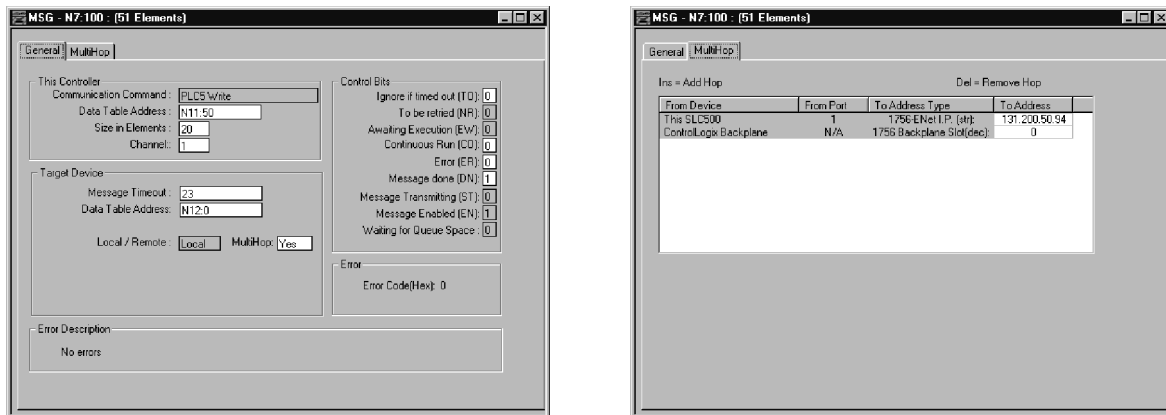 MSG - N7:100 : (51 Elements)
General MultiHop
This Controller
Communication Command : PLC5 Write
Data Table Address : N11:50
Size in Elements : 20
Channel: 1
Target Device
Message Timeout : 23
Data Table Address: N12:0
Local / Remote : Local MultiHop: Yes
Control Bits
Ignore if timed out (TO): 0
To be retried (NR): 0
Awaiting Execution (EW): 0
Continuous Run (CO): 0
Error (ER): 0
Message done (DN): 1
Message Transmitting (ST): 0
Message Enabled (EN): 1
Waiting for Queue Space : 0
Error
Error Code(Hex): 0
Error Description
No errors
MSG - N7:100 : (51 Elements)
General MultiHop
Ins = Add Hop Del = Remove Hop
From Device From Port To Address Type To Address
This SLC500 1 1756-ENet I.P. (str): 131.200.50.94
ControlLogix Backplane N/A 1756 Backplane Slot(dec): 0